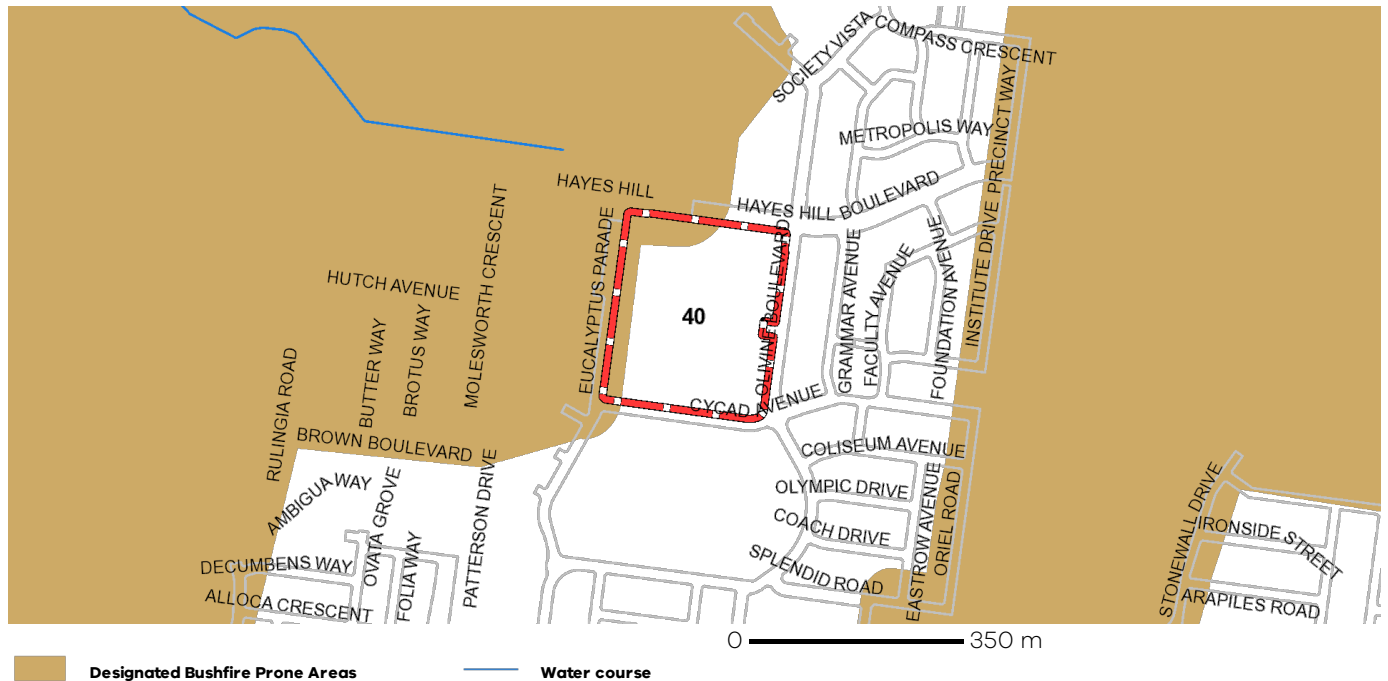 SOCIETY VISTA
COMPASS CRESCENT
METROPOLIS WAY
INSTITUTE DRIVE PRECINCT WAY
HAYES HILL
HAYES HILL BOULEVARD
MOLESWORTH CRESCENT
EUCALYPTUS PARADE
OLIVINE BOULEVARD
GRAMMAR AVENUE
FACULTY AVENUE
FOUNDATION AVENUE
HUTCH AVENUE
40
BUTTER WAY
BROTUS WAY
RULINGIA ROAD
CYCAD AVENUE
BROWN BOULEVARD
COLISEUM AVENUE
AMBIGUA WAY
OVATA GROVE
PATTERSON DRIVE
OLYMPIC DRIVE
EASTROW AVENUE
ORIEL ROAD
STONEWALL DRIVE
COACH DRIVE
IRONSIDE STREET
DECUMBENS WAY
FOLIA WAY
SPLENDID ROAD
ALLOCA CRESCENT
ARAPILES ROAD
0 350 m
Designated Bushfire Prone Areas
Water course